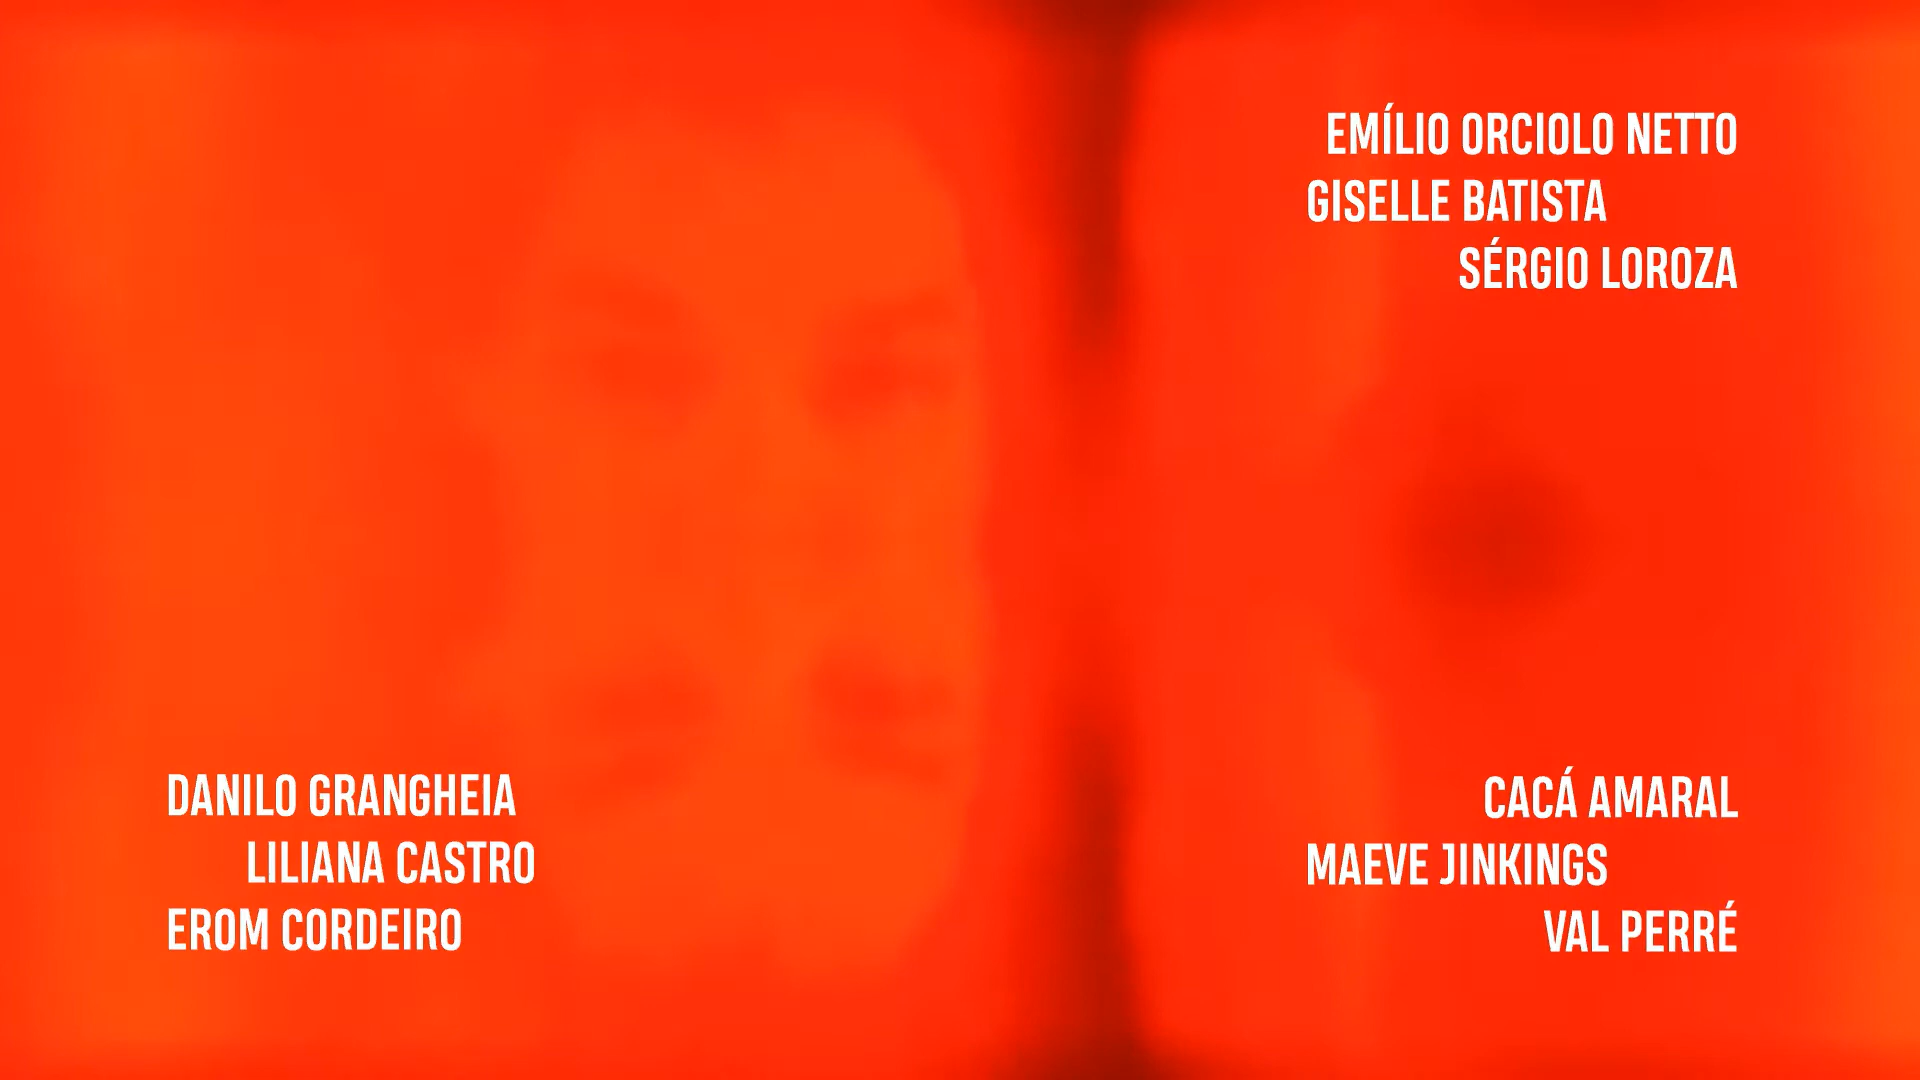 EMÍLIO ORCIOLO NETTO
GISELLE BATISTA
SÉRGIO LOROZA
DANILO GRANGHEIA
LILIANA CASTRO
EROM CORDEIRO
CACÁ AMARAL
MAEVE JINKINGS
VAL PERRÉ